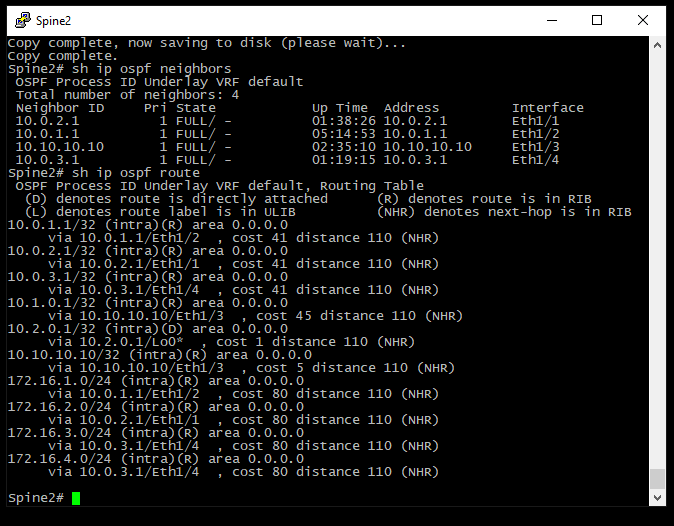 Spine2
Copy complete, now saving to disk (please wait)...
Copy complete.
Spine2# sh ip ospf neighbors
 OSPF Process ID Underlay VRF default
 Total number of neighbors: 4
 Neighbor ID     Pri State            Up Time  Address         Interface
 10.0.2.1          1 FULL/ -          01:38:26 10.0.2.1        Eth1/1
 10.0.1.1          1 FULL/ -          05:14:53 10.0.1.1        Eth1/2
 10.10.10.10       1 FULL/ -          02:35:10 10.10.10.10     Eth1/3
 10.0.3.1          1 FULL/ -          01:19:15 10.0.3.1        Eth1/4
Spine2# sh ip ospf route
 OSPF Process ID Underlay VRF default, Routing Table
  (D) denotes route is directly attached      (R) denotes route is in RIB
  (L) denotes route label is in ULIB          (NHR) denotes next-hop is in RIB
10.0.1.1/32 (intra)(R) area 0.0.0.0
     via 10.0.1.1/Eth1/2  , cost 41 distance 110 (NHR)
10.0.2.1/32 (intra)(R) area 0.0.0.0
     via 10.0.2.1/Eth1/1  , cost 41 distance 110 (NHR)
10.0.3.1/32 (intra)(R) area 0.0.0.0
     via 10.0.3.1/Eth1/4  , cost 41 distance 110 (NHR)
10.1.0.1/32 (intra)(R) area 0.0.0.0
     via 10.10.10.10/Eth1/3  , cost 45 distance 110 (NHR)
10.2.0.1/32 (intra)(D) area 0.0.0.0
     via 10.2.0.1/Lo0*  , cost 1 distance 110 (NHR)
10.10.10.10/32 (intra)(R) area 0.0.0.0
     via 10.10.10.10/Eth1/3  , cost 5 distance 110 (NHR)
172.16.1.0/24 (intra)(R) area 0.0.0.0
     via 10.0.1.1/Eth1/2  , cost 80 distance 110 (NHR)
172.16.2.0/24 (intra)(R) area 0.0.0.0
     via 10.0.2.1/Eth1/1  , cost 80 distance 110 (NHR)
172.16.3.0/24 (intra)(R) area 0.0.0.0
     via 10.0.3.1/Eth1/4  , cost 80 distance 110 (NHR)
172.16.4.0/24 (intra)(R) area 0.0.0.0
     via 10.0.3.1/Eth1/4  , cost 80 distance 110 (NHR)
Spine2#